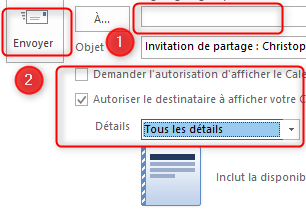 À...
1
Envoyer
Objet
Invitation de partage : Christop
2
Demander l'autorisation d'afficher le Cale
Autoriser le destinataire à afficher votre C
Détails
Tous les détails
Inclut la disponib